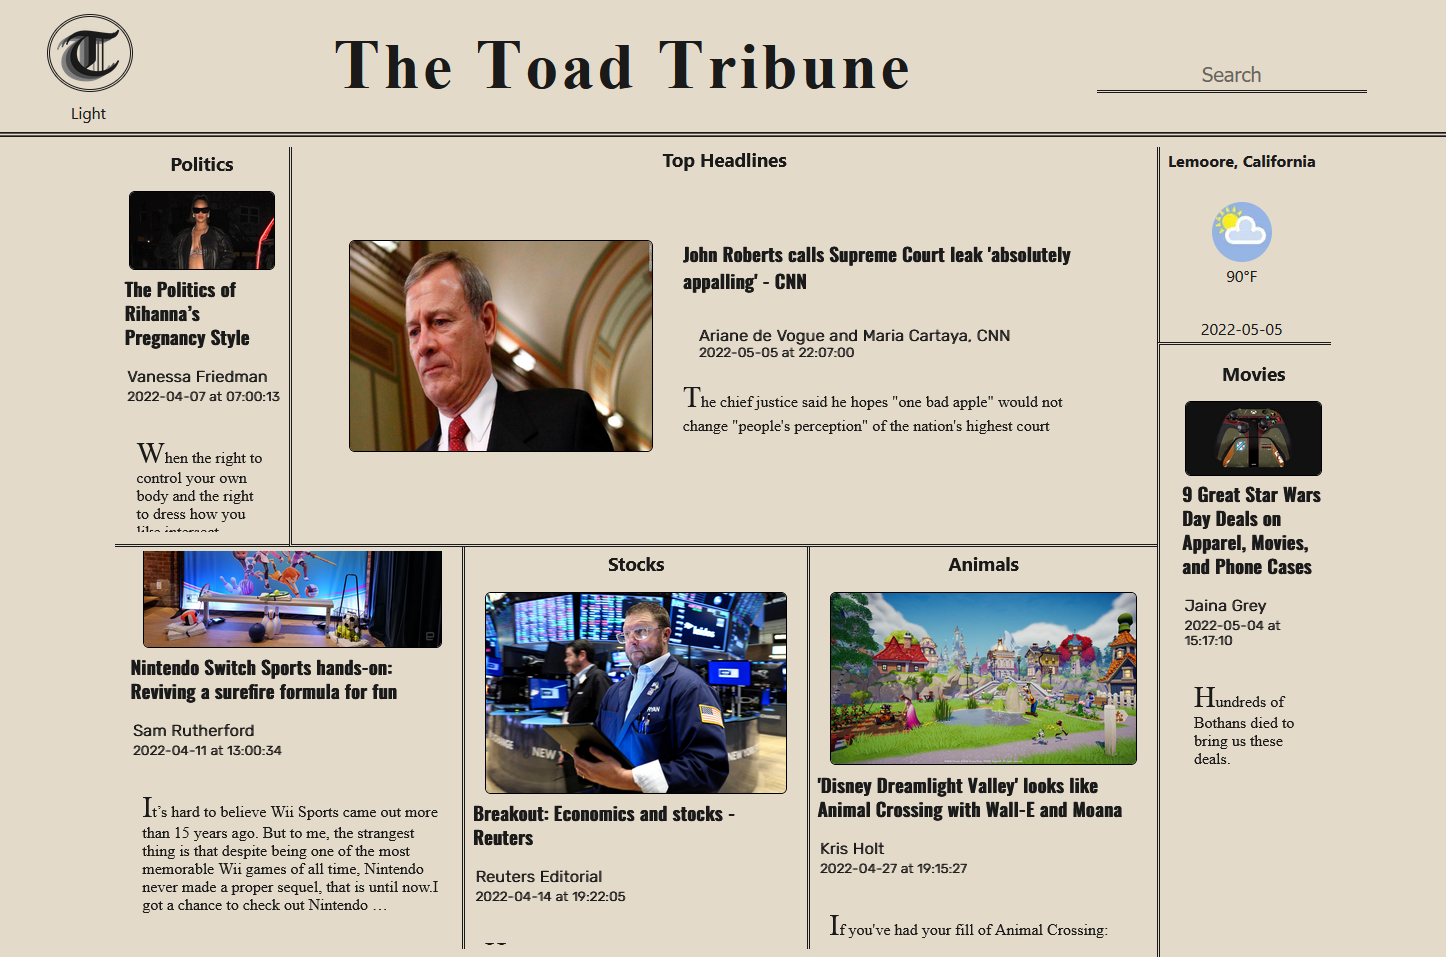 T
Light
The Toad Tribune
Search
Politics
The Politics of
Rihanna’s
Pregnancy Style
Vanessa Friedman
2022-04-07 at 07:00:13
When the right to
control your own
body and the right
to dress how you
like intersect
Top Headlines
John Roberts calls Supreme Court leak 'absolutely
appalling' - CNN
Ariane de Vogue and Maria Cartaya, CNN
2022-05-05 at 22:07:00
The chief justice said he hopes "one bad apple" would not
change "people's perception" of the nation's highest court
Lemoore, California
90°F
2022-05-05
Movies
9 Great Star Wars
Day Deals on
Apparel, Movies,
and Phone Cases
Jaina Grey
2022-05-04 at
15:17:10
Hundreds of
Bothans died to
bring us these
deals.
Nintendo Switch Sports hands-on:
Reviving a surefire formula for fun
Sam Rutherford
2022-04-11 at 13:00:34
It’s hard to believe Wii Sports came out more
than 15 years ago. But to me, the strangest
thing is that despite being one of the most
memorable Wii games of all time, Nintendo
never made a proper sequel, that is until now.I
got a chance to check out Nintendo …
Stocks
Breakout: Economics and stocks -
Reuters
Reuters Editorial
2022-04-14 at 19:22:05
Animals
'Disney Dreamlight Valley' looks like
Animal Crossing with Wall-E and Moana
Kris Holt
2022-04-27 at 19:15:27
If you've had your fill of Animal Crossing: